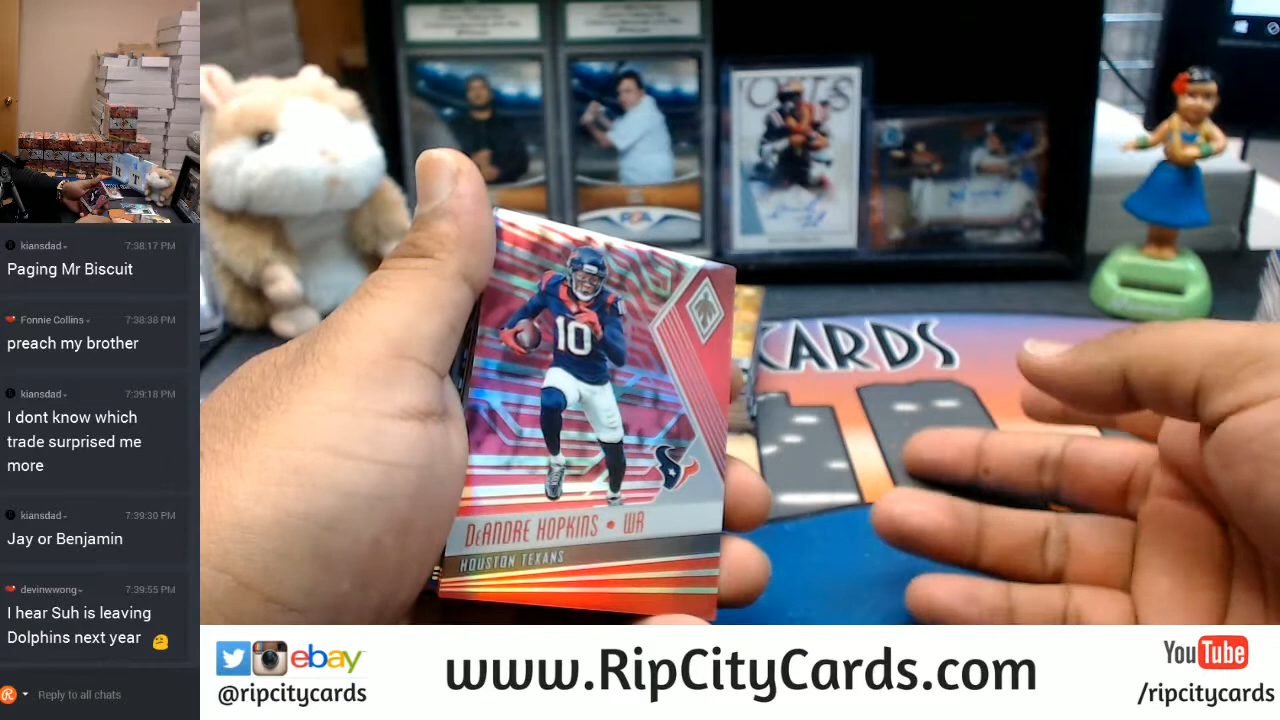 kiansdad
7:38:17 PM
Paging Mr Biscuit
Fonnie Collins
7:38:38 PM
preach my brother
kiansdad
7:39:18 PM
I dont know which
trade surprised me
more
kiansdad
7:39:30 PM
Jay or Benjamin
devinwwong
7:39:55 PM
I hear Suh is leaving
Dolphins next year
Reply to all chats
10
DeANDRE HOPKINS • WR
HOUSTON TEXANS
CARDS
ebay
@ripcitycards
www.RipCityCards.com
YouTube
/ripcitycards